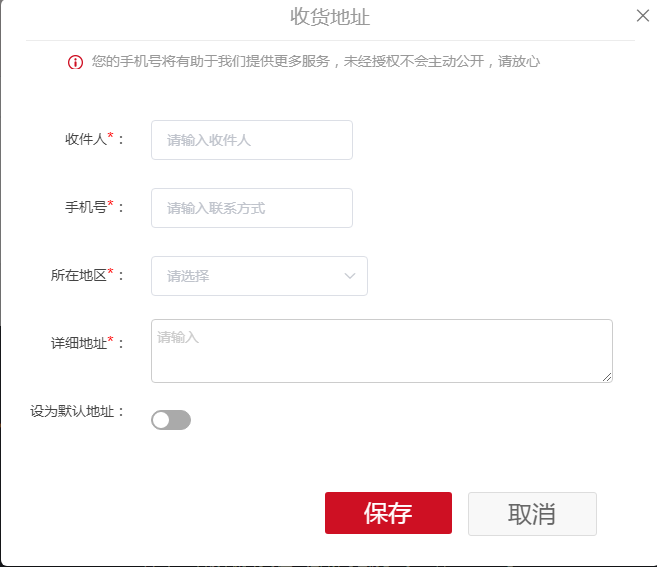 收货地址
您的手机号将有助于我们提供更多服务，未经授权不会主动公开，请放心
收件人*： 请输入收件人
手机号*： 请输入联系方式
所在地区*： 请选择
详细地址*： 请输入
设为默认地址：
保存 取消